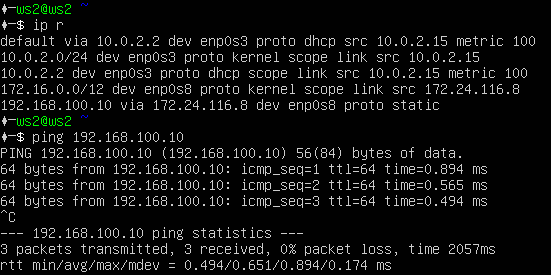 ♦─ws2@ws2 ~
♦─$ ip r
default via 10.0.2.2 dev enp0s3 proto dhcp src 10.0.2.15 metric 100
10.0.2.0/24 dev enp0s3 proto kernel scope link src 10.0.2.15
10.0.2.2 dev enp0s3 proto dhcp scope link src 10.0.2.15 metric 100
172.16.0.0/12 dev enp0s8 proto kernel scope link src 172.24.116.8
192.168.100.10 via 172.24.116.8 dev enp0s8 proto static
♦─ws2@ws2 ~
♦─$ ping 192.168.100.10
PING 192.168.100.10 (192.168.100.10) 56(84) bytes of data.
64 bytes from 192.168.100.10: icmp_seq=1 ttl=64 time=0.894 ms
64 bytes from 192.168.100.10: icmp_seq=2 ttl=64 time=0.565 ms
64 bytes from 192.168.100.10: icmp_seq=3 ttl=64 time=0.494 ms
^C
--- 192.168.100.10 ping statistics ---
3 packets transmitted, 3 received, 0% packet loss, time 2057ms
rtt min/avg/max/mdev = 0.494/0.651/0.894/0.174 ms